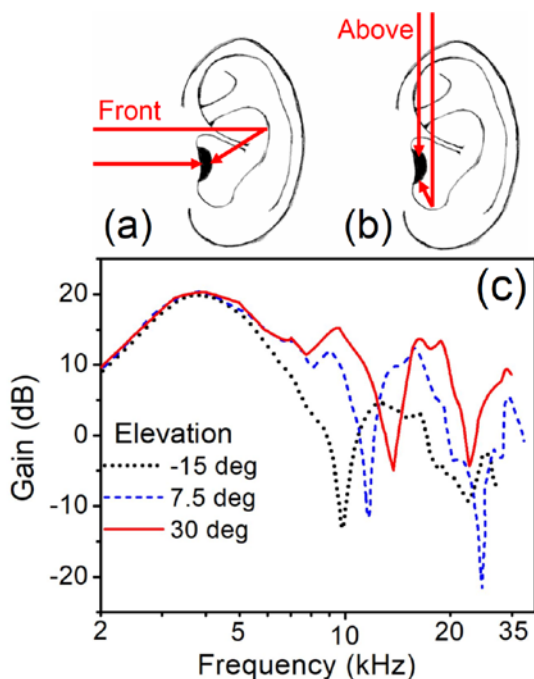 Front
(a)
Above
(b)
(c)
Gain (dB)
20
10
0
-10
-20
Elevation
-15 deg
7.5 deg
30 deg
2
5
10
20
35
Frequency (kHz)